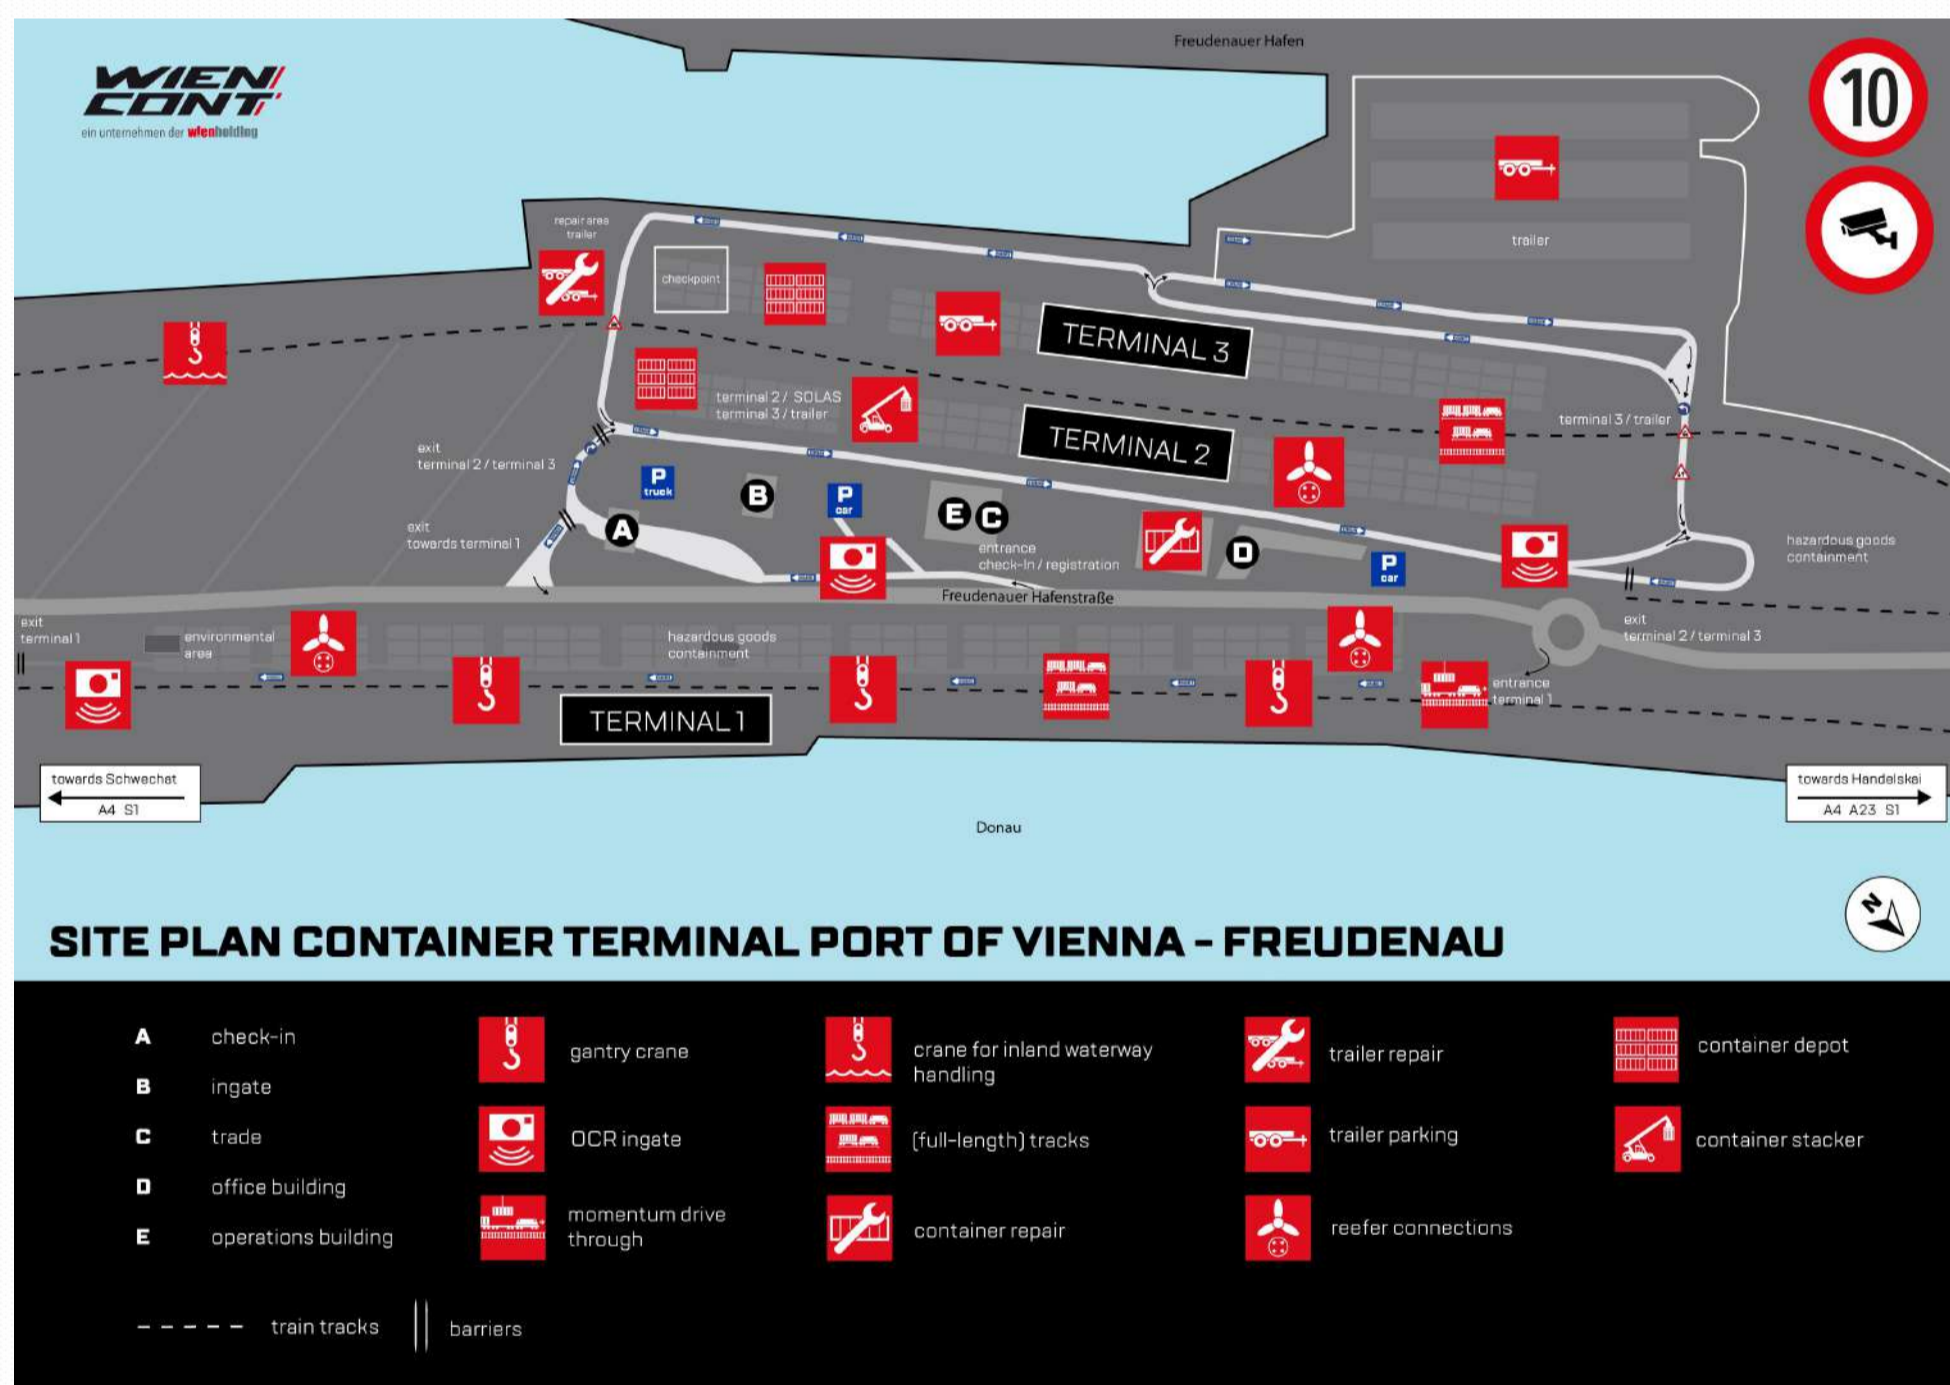 WIEN
CONT
ein unternehmen der wienholding
Freudenauer Hafen
10
repair area
trailer
checkpoint
trailer
TERMINAL 3
terminal 2 / SOLAS
terminal 3 / trailer
TERMINAL 2
terminal 3 / trailer
exit
terminal 2 / terminal 3
P
truck
B
P
car
E C
A
exit
towards terminal 1
entrance
check-In / registration
D
P
car
hazardous goods
containment
Freudenauer Hafenstraße
exit
terminal 1
environmental
area
hazardous goods
containment
exit
terminal 2 / terminal 3
entrance
terminal 1
TERMINAL 1
towards Schwechat
A4 S1
towards Handelskai
A4 A23 S1
Donau
N
SITE PLAN CONTAINER TERMINAL PORT OF VIENNA - FREUDENAU
A check-in
B ingate
C trade
D office building
E operations building
gantry crane
OCR ingate
momentum drive
through
crane for inland waterway
handling
(full-length) tracks
container repair
trailer repair
trailer parking
reefer connections
container depot
container stacker
train tracks
barriers